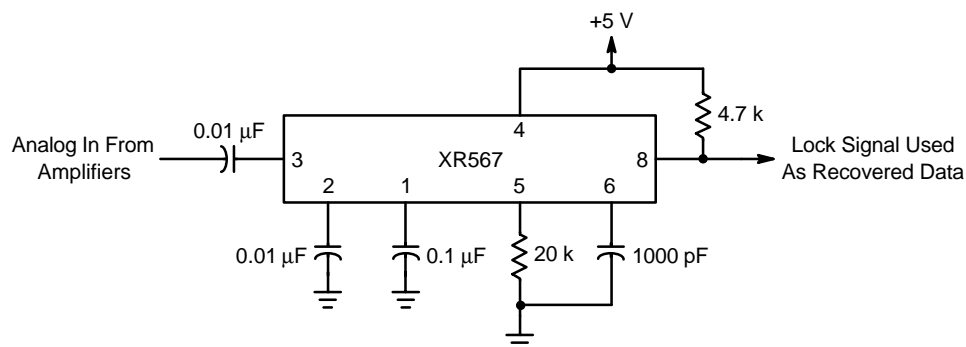 +5 V
4.7 k
0.01 µF
4
Analog In From
Amplifiers
3
XR567
8
Lock Signal Used
As Recovered Data
2
1
5
6
0.01 µF
0.1 µF
20 k
1000 pF